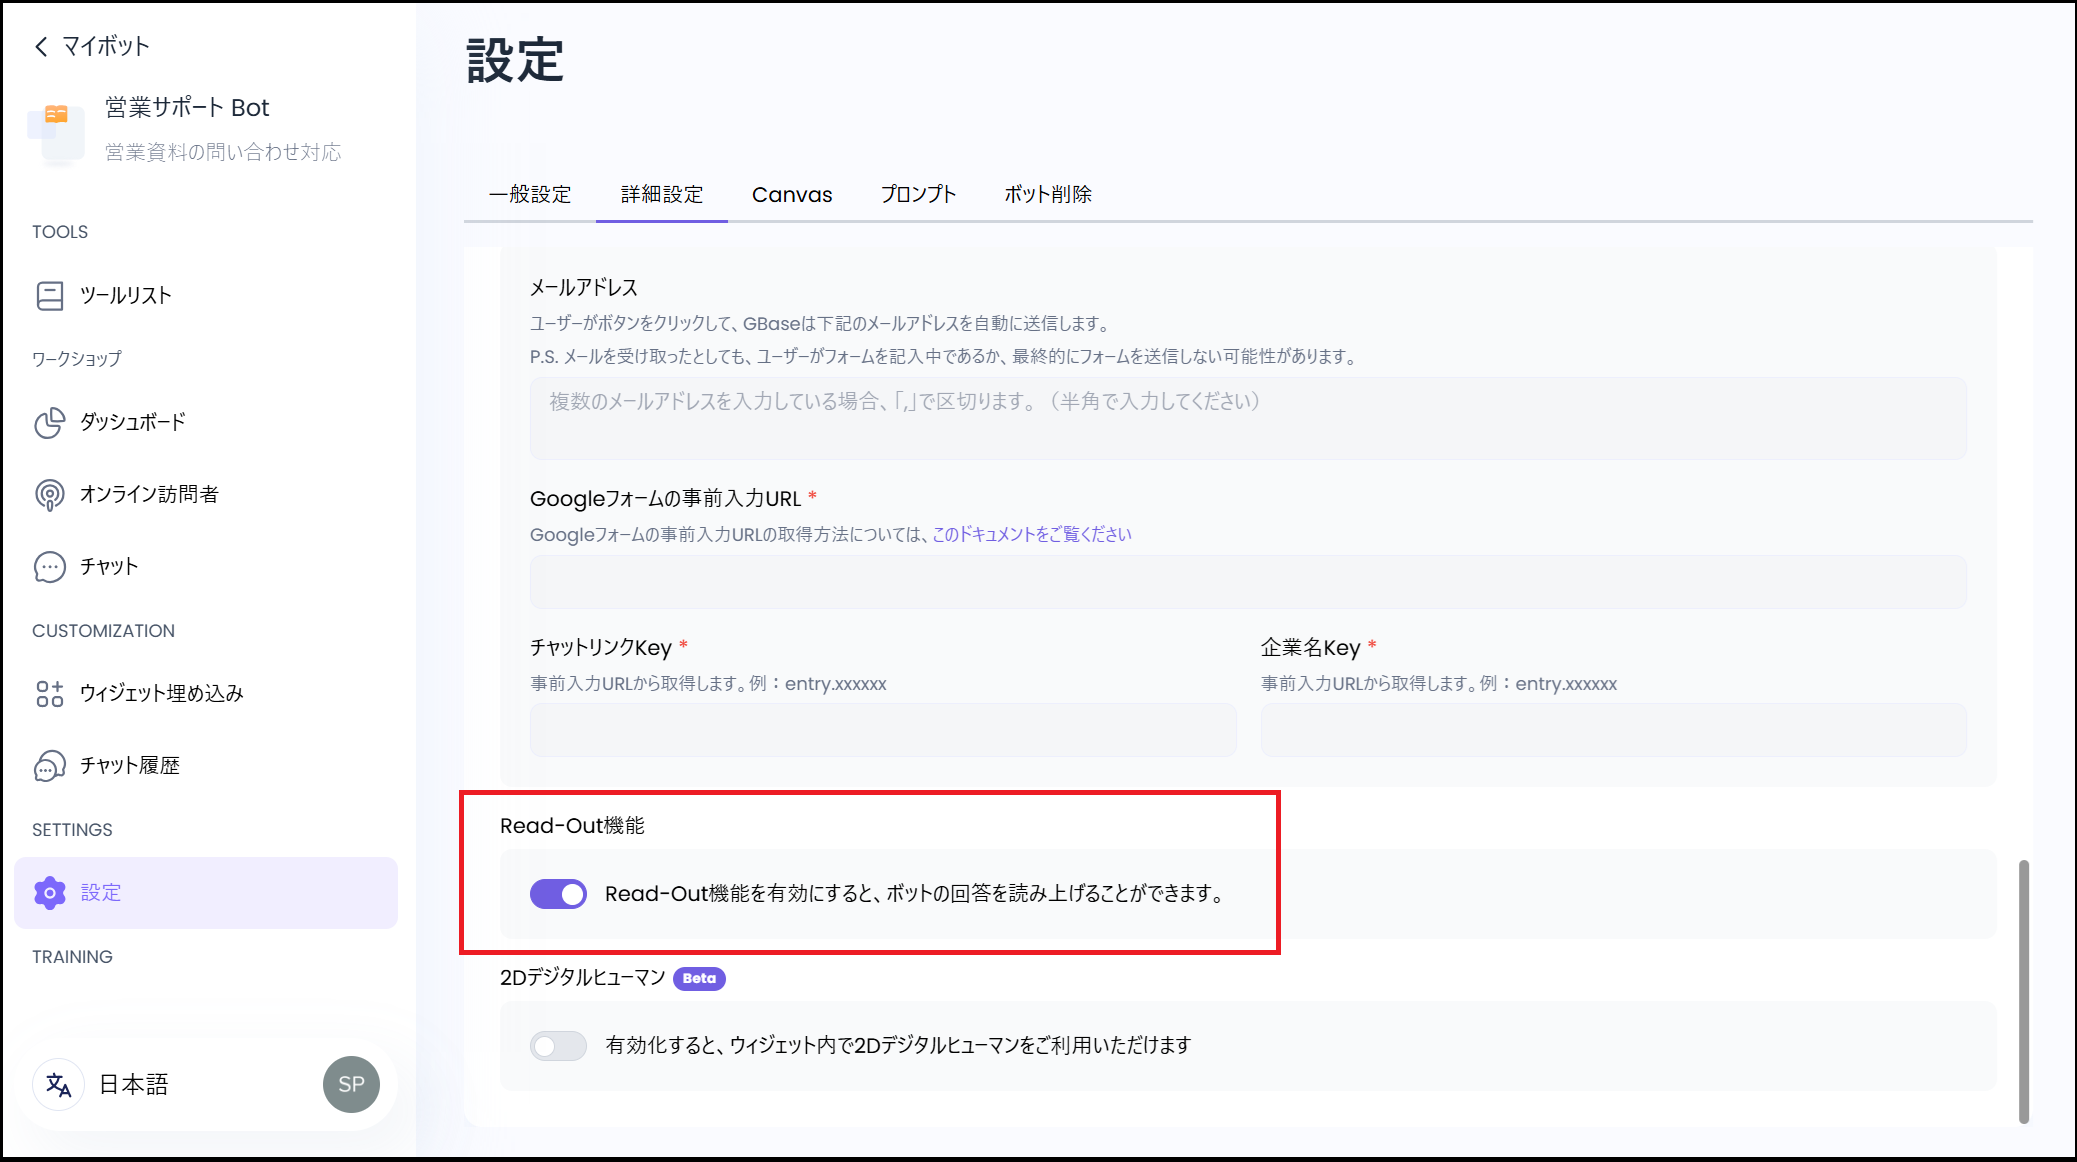 マイボット
営業サポート Bot
営業資料の問い合わせ対応
TOOLS
ツールリスト
ワークショップ
ダッシュボード
オンライン訪問者
チャット
CUSTOMIZATION
ウィジェット埋め込み
チャット履歴
SETTINGS
設定
TRAINING
日本語
SP
設定
一般設定 詳細設定 Canvas プロンプト ボット削除
メールアドレス
ユーザーがボタンをクリックして、GBaseは下記のメールアドレスを自動に送信します。
P.S. メールを受け取ったとしても、ユーザーがフォームを記入中であるか、最終的にフォームを送信しない可能性があります。
複数のメールアドレスを入力している場合、「,」で区切ります。（半角で入力してください）
Googleフォームの事前入力URL *
Googleフォームの事前入力URLの取得方法については、このドキュメントをご覧ください
チャットリンクKey *
事前入力URLから取得します。例：entry.xxxxxx
企業名Key *
事前入力URLから取得します。例：entry.xxxxxx
Read-Out機能
Read-Out機能を有効にすると、ボットの回答を読み上げることができます。
2Dデジタルヒューマン Beta
有効化すると、ウィジェット内で2Dデジタルヒューマンをご利用いただけます